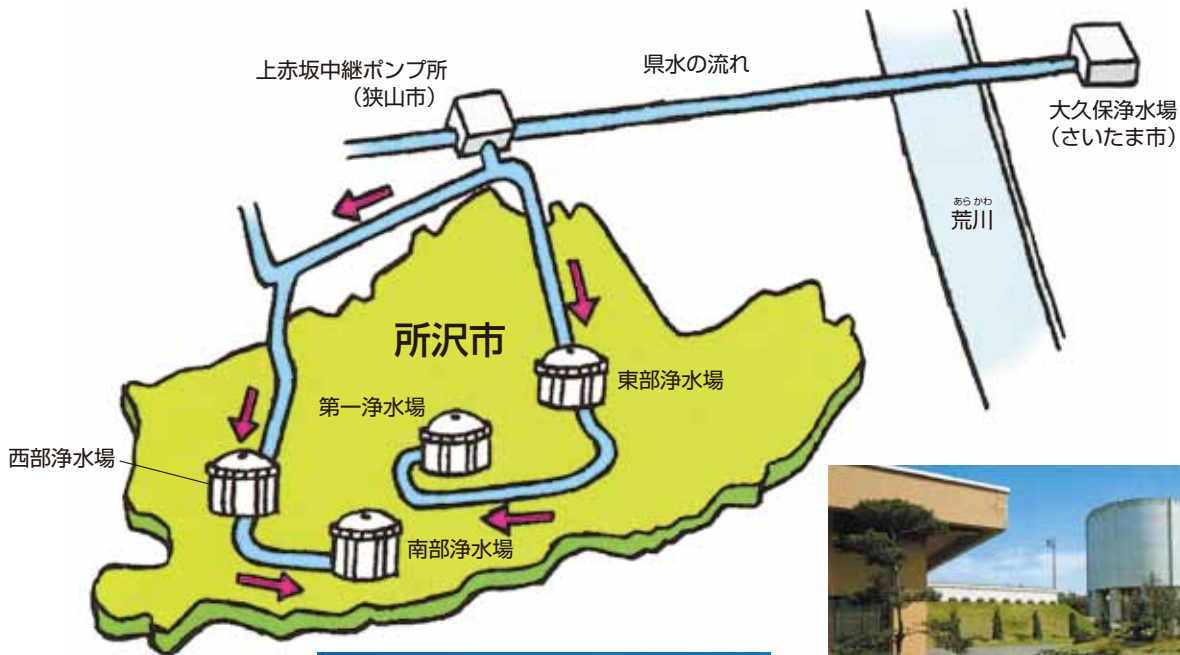 上赤坂中継ポンプ所
（狭山市）
県水の流れ
大久保浄水場
（さいたま市）
あらかわ
荒川
所沢市
東部浄水場
第一浄水場
西部浄水場
南部浄水場